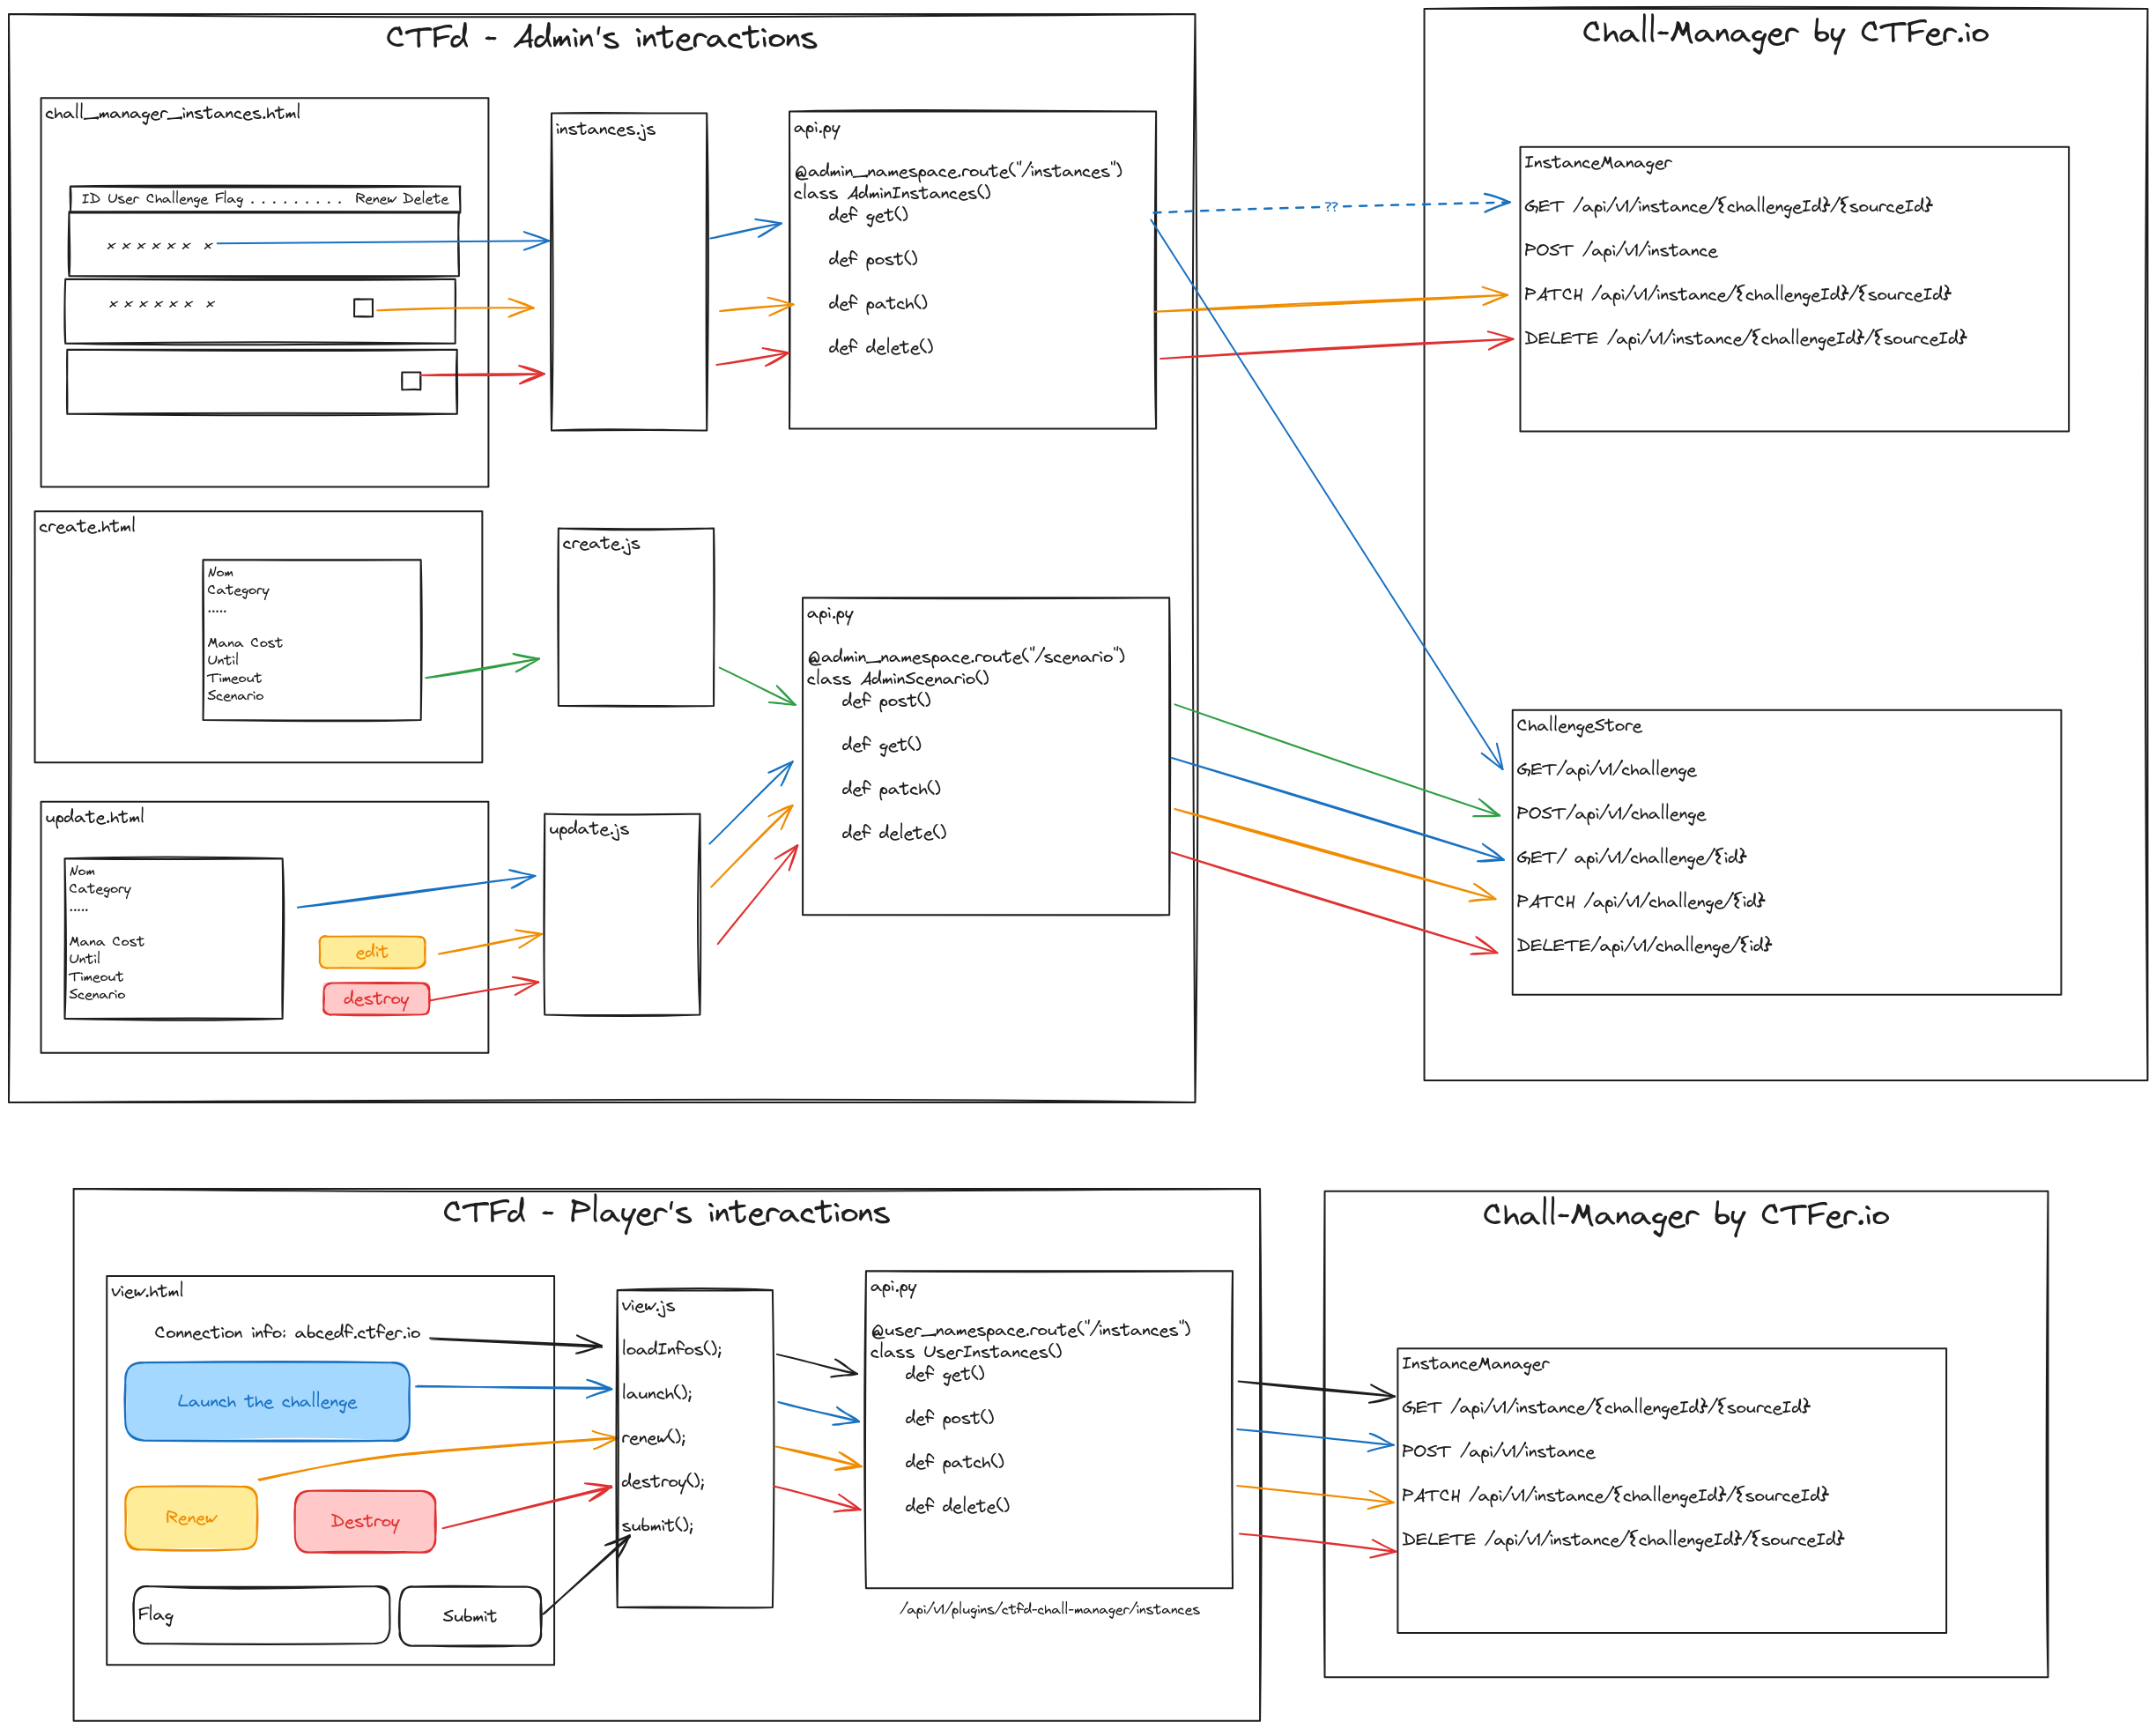 CTFd - Admin's interactions
chall_manager_instances.html
ID User Challenge Flag . . . . . . . . . Renew Delete
x x x x x x x
x x x x x x x
instances.js
api.py
@admin_namespace.route("/instances")
class AdminInstances()
def get()
def post()
def patch()
def delete()
create.html
Nom
Category
.....
Mana Cost
Until
Timeout
Scenario
create.js
api.py
@admin_namespace.route("/scenario")
class AdminScenario()
def post()
def get()
def patch()
def delete()
update.html
Nom
Category
.....
Mana Cost
Until
Timeout
Scenario
edit
destroy
update.js
??
Chall-Manager by CTFer.io
InstanceManager
GET /api/v1/instance/{challengeId}/{sourceId}
POST /api/v1/instance
PATCH /api/v1/instance/{challengeId}/{sourceId}
DELETE /api/v1/instance/{challengeId}/{sourceId}
ChallengeStore
GET/api/v1/challenge
POST/api/v1/challenge
GET/ api/v1/challenge/{id}
PATCH /api/v1/challenge/{id}
DELETE/api/v1/challenge/{id}
CTFd - Player's interactions
view.html
Connection info: abcedf.ctfer.io
Launch the challenge
Renew
Destroy
Flag
Submit
view.js
loadInfos();
launch();
renew();
destroy();
submit();
api.py
@user_namespace.route("/instances")
class UserInstances()
def get()
def post()
def patch()
def delete()
/api/v1/plugins/ctfd-chall-manager/instances
Chall-Manager by CTFer.io
InstanceManager
GET /api/v1/instance/{challengeId}/{sourceId}
POST /api/v1/instance
PATCH /api/v1/instance/{challengeId}/{sourceId}
DELETE /api/v1/instance/{challengeId}/{sourceId}